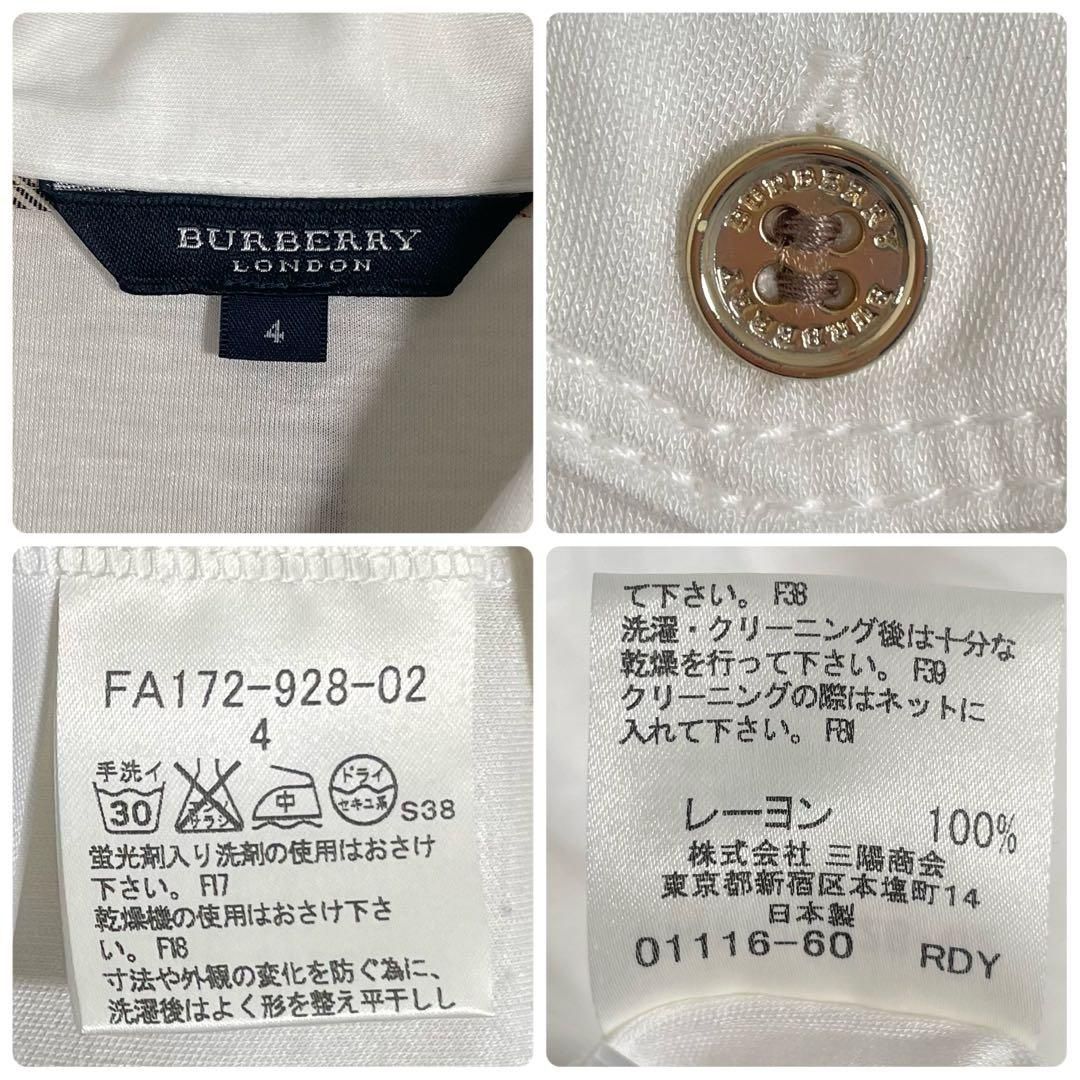 BURBERRY
LONDON
4
BURBERRY
BURBERRY
FA172-928-02
4
手洗イ
30
エンソ
サラシ
中
ドライ
セキユ系
S38
蛍光剤入り洗剤の使用はおさけ
下さい。F17
乾燥機の使用はおさけ下さ
い。F18
寸法や外観の変化を防ぐ為に、
洗濯後はよく形を整え平干しし
て下さい。F38
洗濯・クリーニング後は十分な
乾燥を行って下さい。F39
クリーニングの際はネットに
入れて下さい。F81
レーヨン 100%
株式会社 三陽商会
東京都新宿区本塩町14
日本製
01116-60 RDY